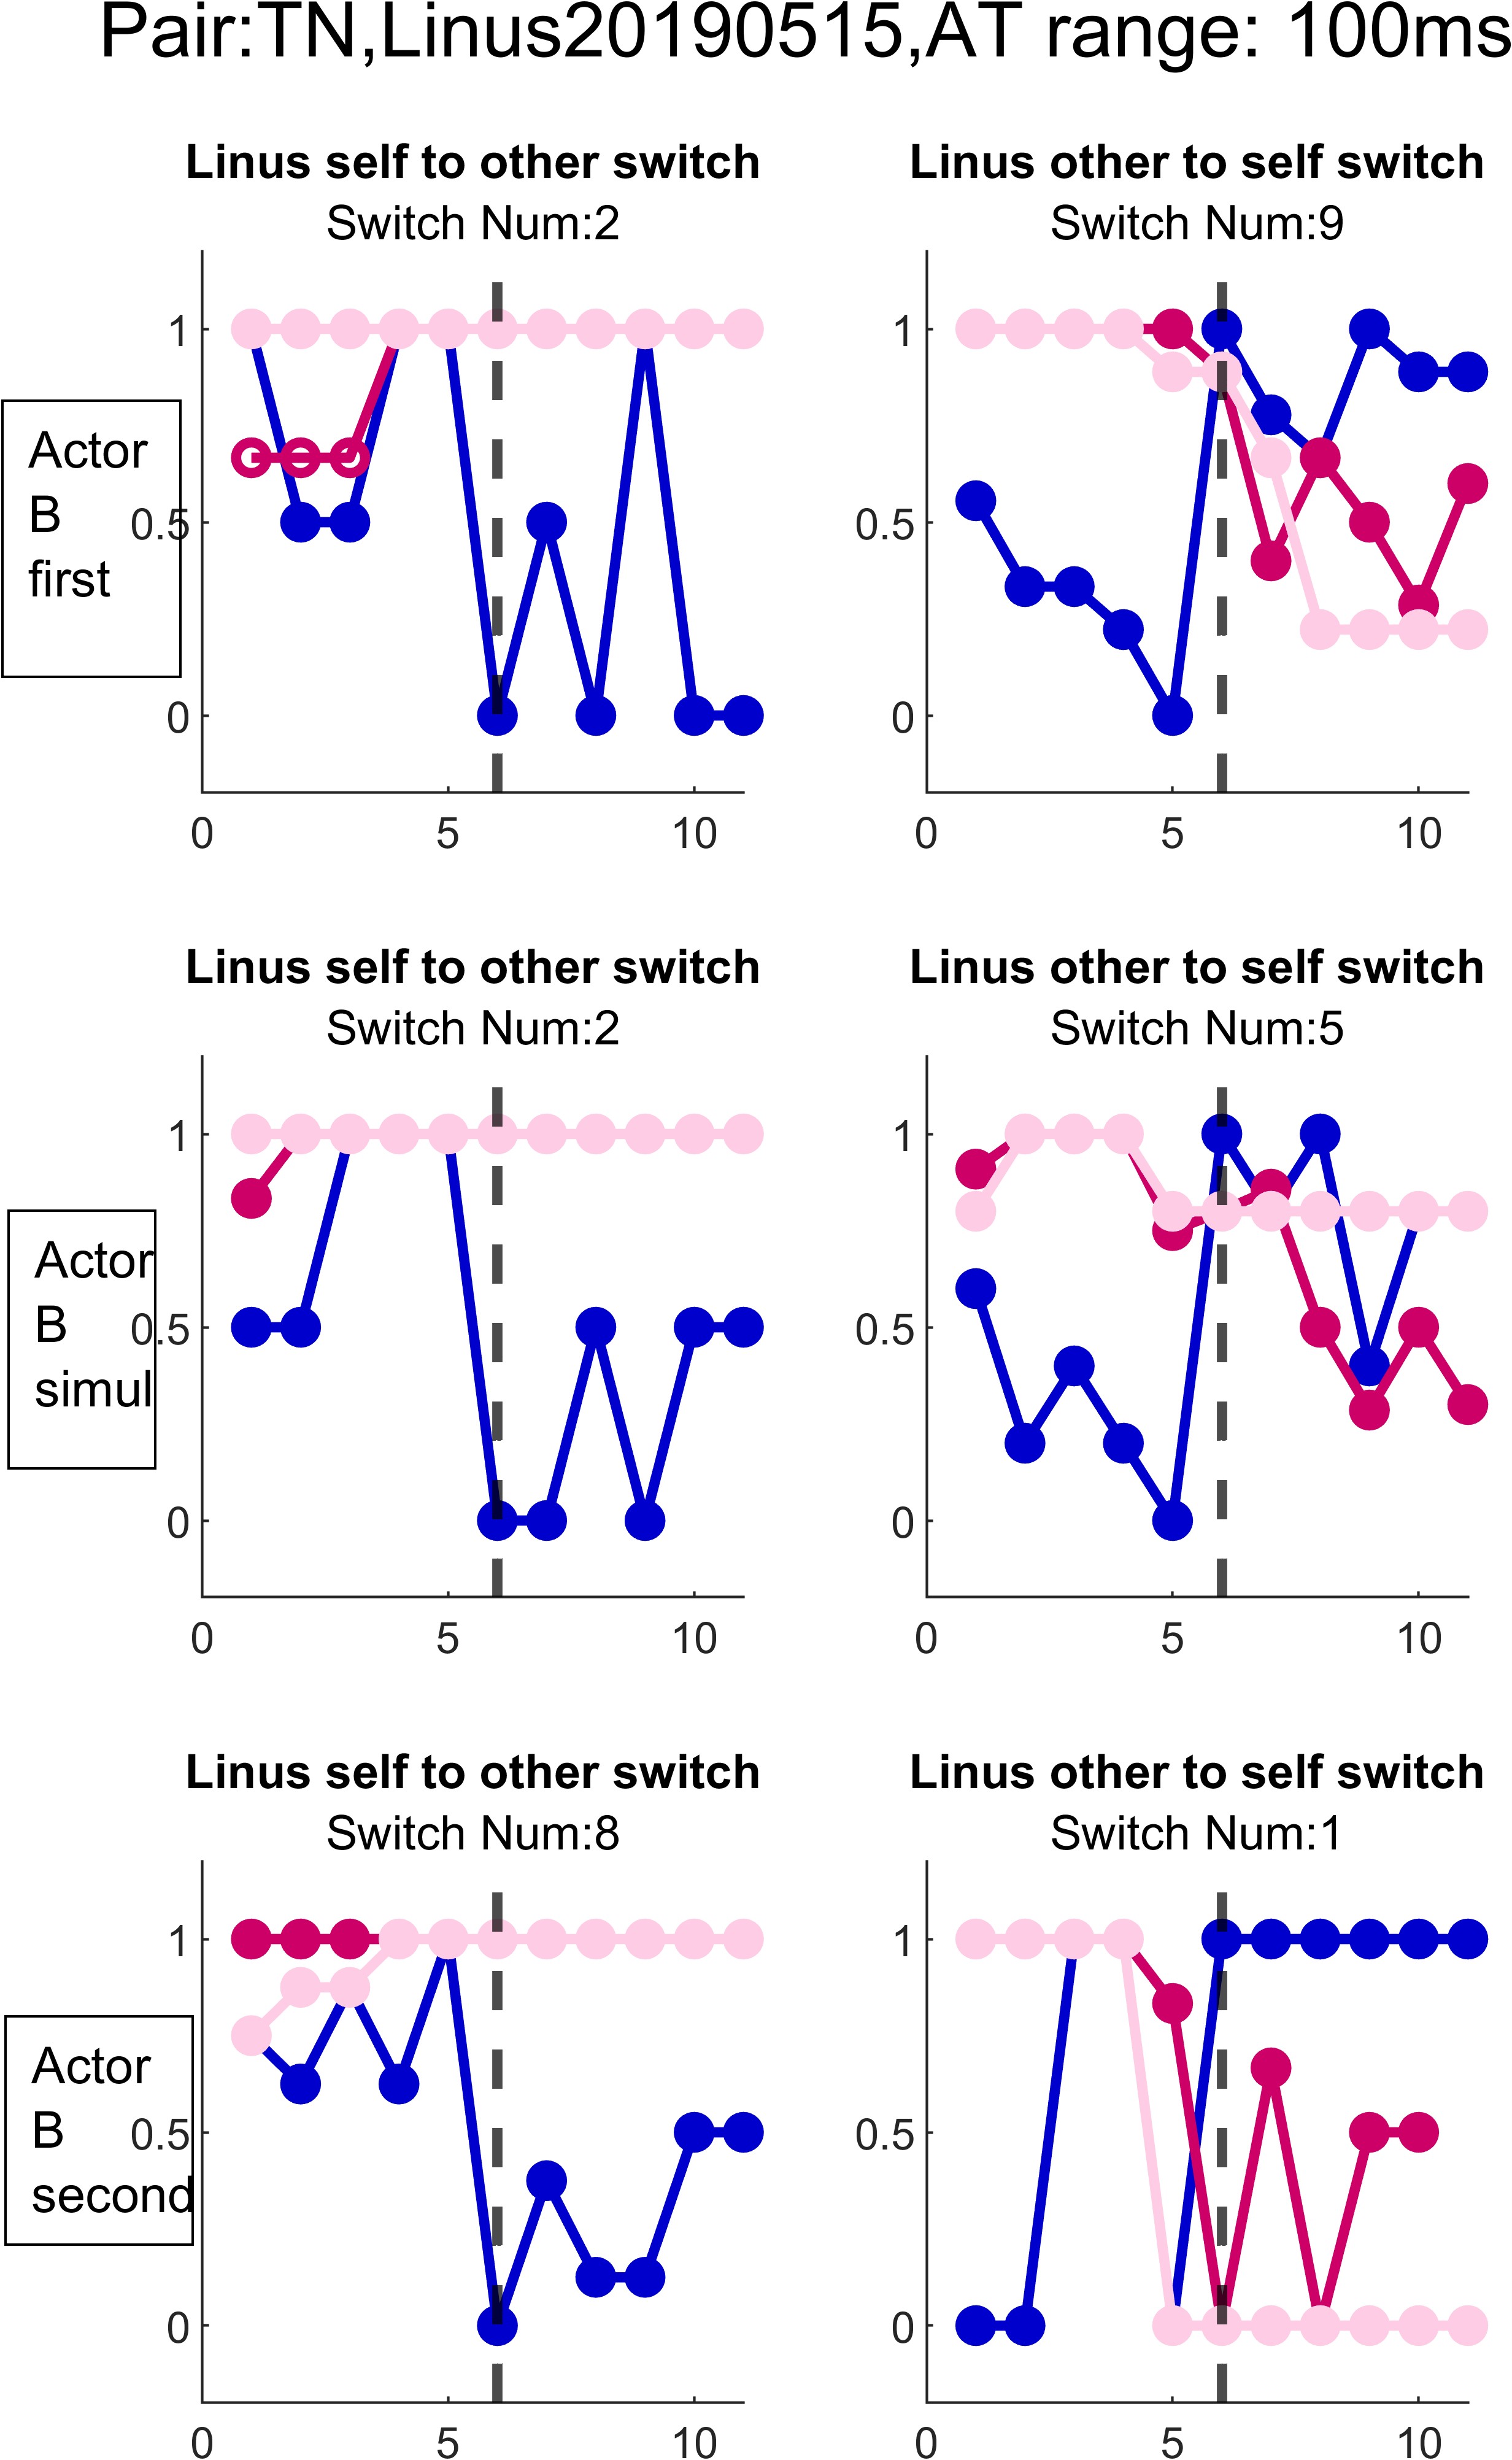 Pair:TN,Linus20190515,AT range: 100ms
Linus self to other switch
Switch Num:2
1
0.5
0
0
5
10
Actor
B
first
Linus other to self switch
Switch Num:9
1
0.5
0
0
5
10
Linus self to other switch
Switch Num:2
1
0.5
0
0
5
10
Actor
B
simul
Linus other to self switch
Switch Num:5
1
0.5
0
0
5
10
Linus self to other switch
Switch Num:8
1
0.5
0
0
5
10
Actor
B
second
Linus other to self switch
Switch Num:1
1
0.5
0
0
5
10